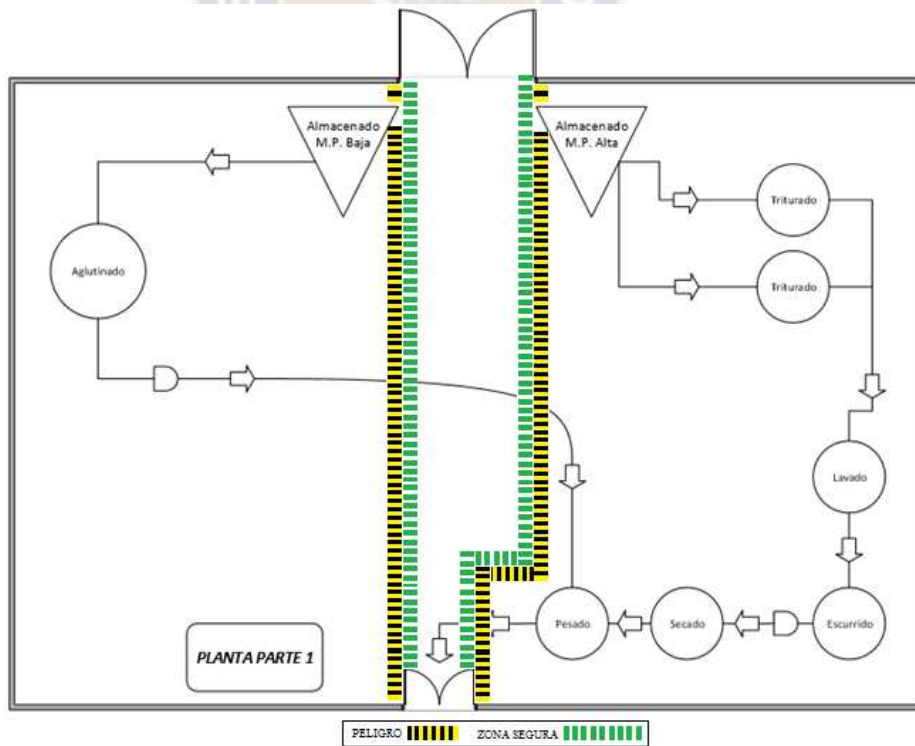 Almacenado
M.P. Baja
Almacenado
M.P. Alta
Triturado
Aglutinado
Triturado
Lavado
Pesado
Secado
Escurrido
PLANTA PARTE 1
PELIGRO
ZONA SEGURA